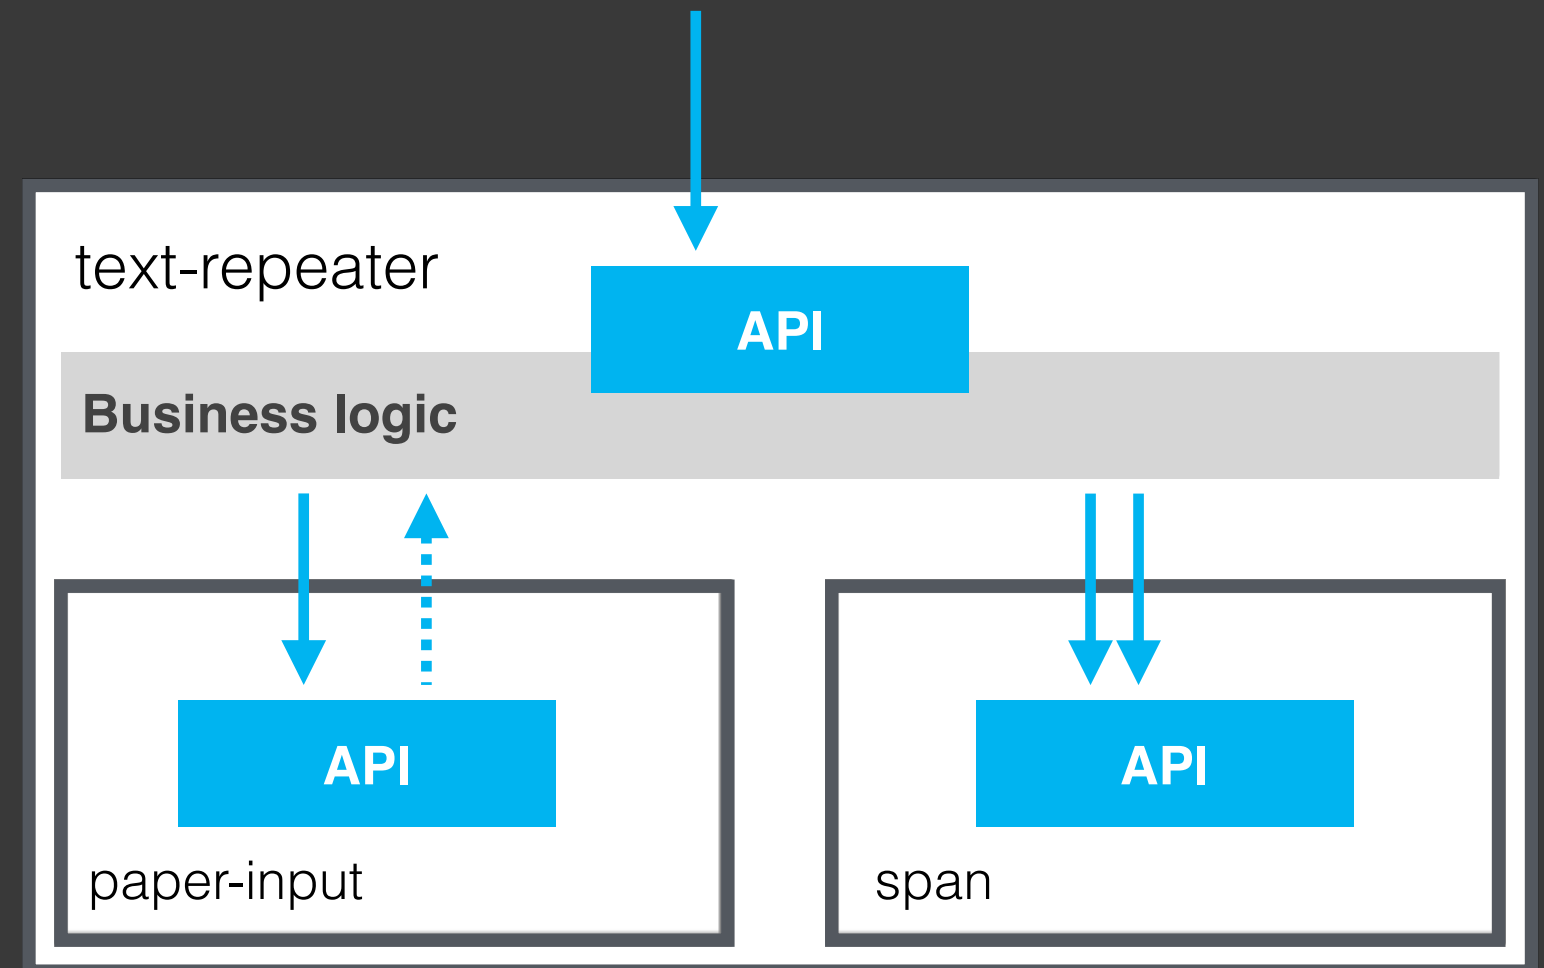 text-repeater
API
Business logic
API
API
paper-input
span